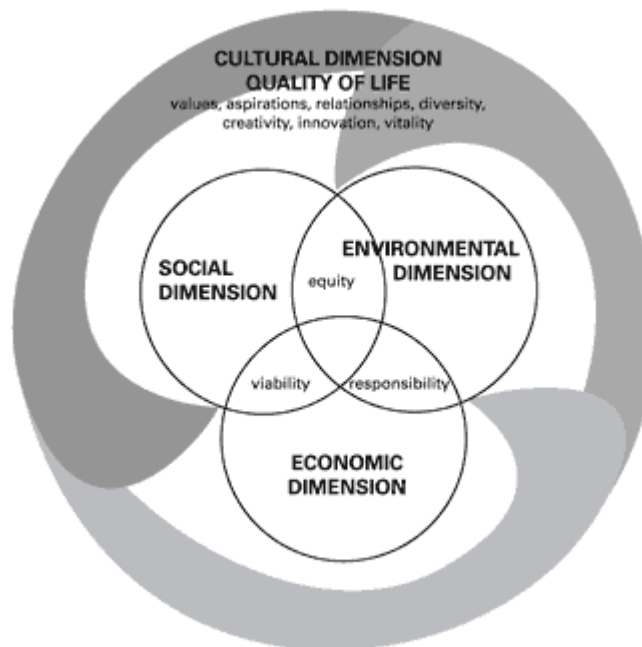 CULTURAL DIMENSION
QUALITY OF LIFE
values, aspirations, relationships, diversity,
creativity, innovation, vitality
SOCIAL
DIMENSION
equity
ENVIRONMENTAL
DIMENSION
viability
responsibility
ECONOMIC
DIMENSION